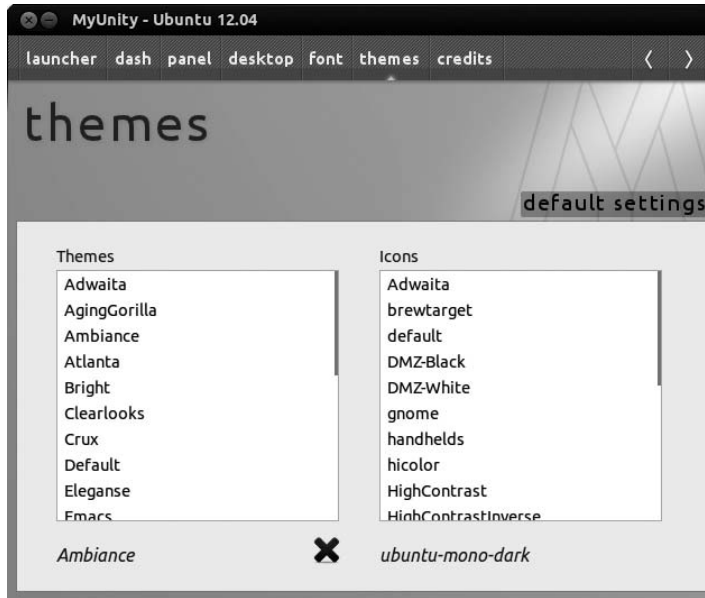 MyUnity - Ubuntu 12.04
launcher dash panel desktop font themes credits
themes
default settings
Themes
Adwaita
AgingGorilla
Ambiance
Atlanta
Bright
Clearlooks
Crux
Default
Eleganse
Emacs
Ambiance
Icons
Adwaita
brewtarget
default
DMZ-Black
DMZ-White
gnome
handhelds
hicolor
HighContrast
HighContrastInverse
ubuntu-mono-dark